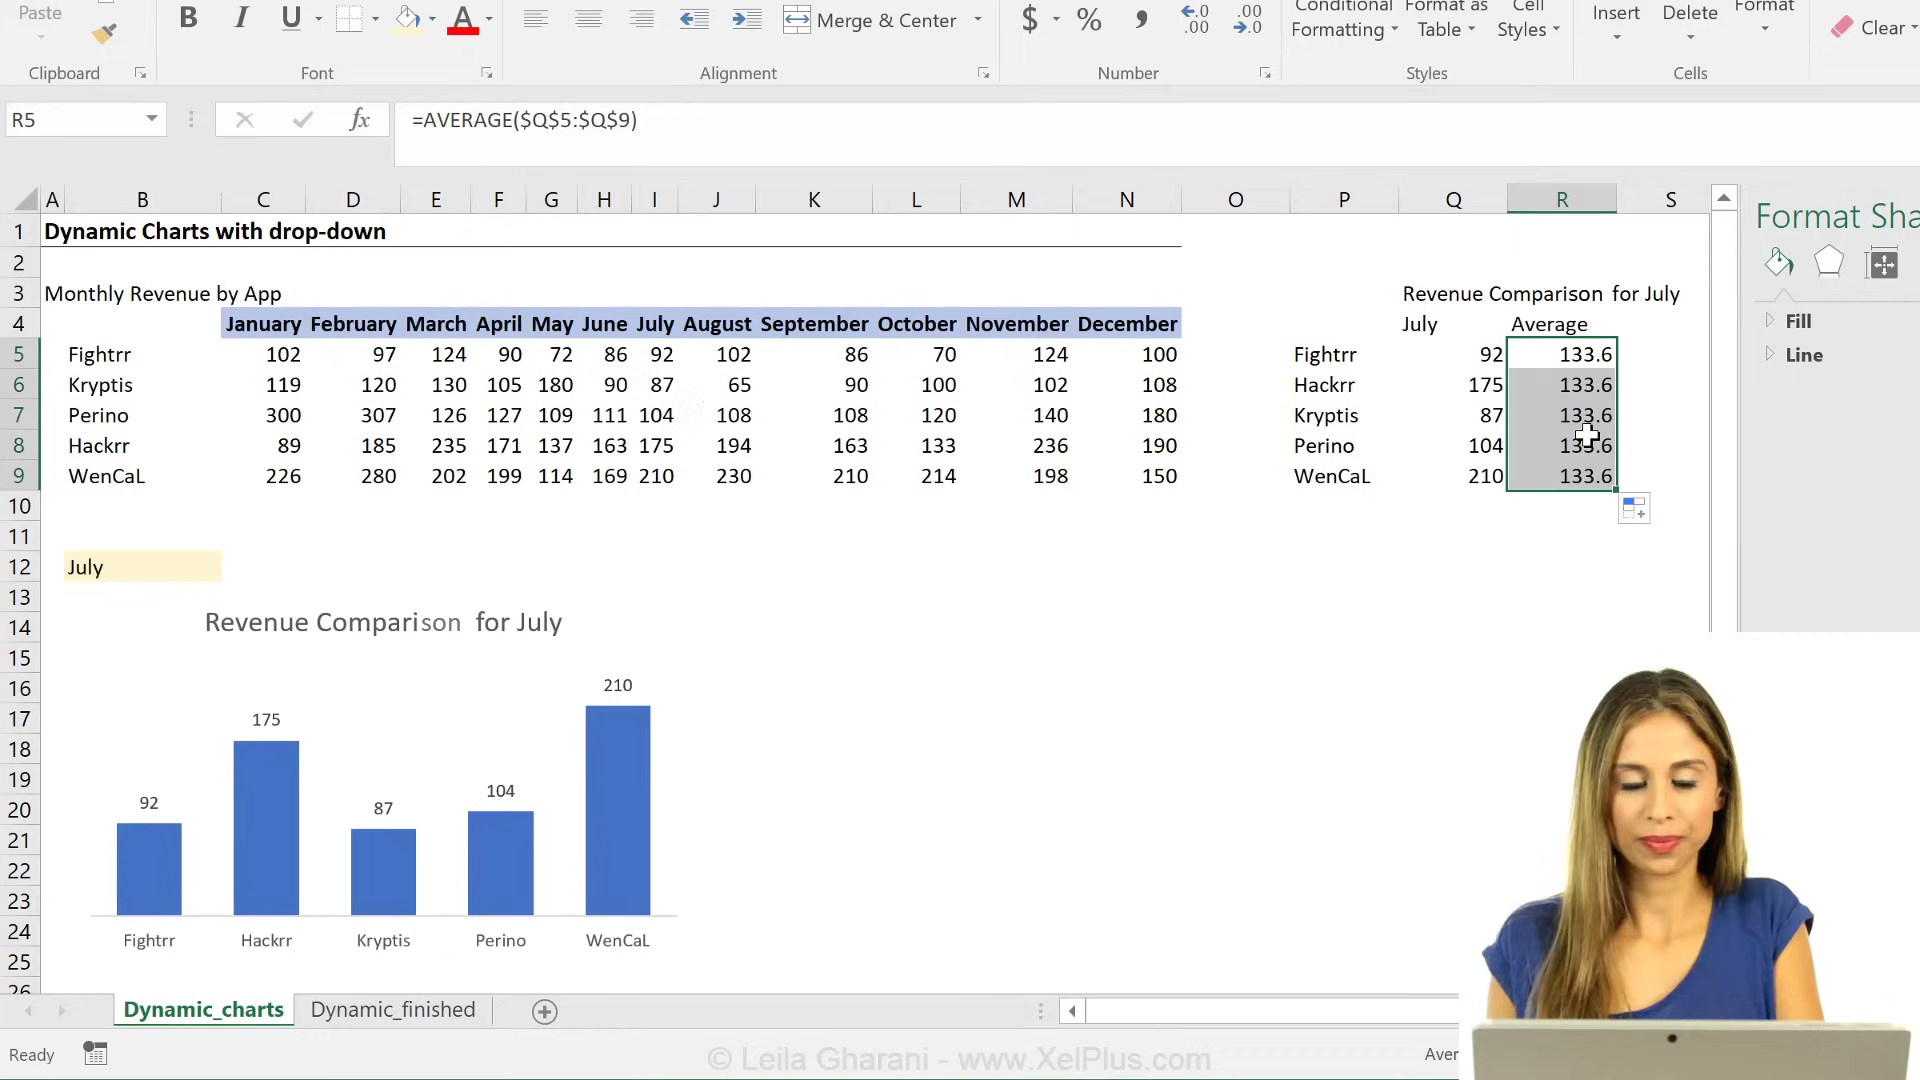 Paste
B I U A
Merge & Center
$ % ,
Conditional Formatting
Format as Table
Cell Styles
Insert
Delete
Format
Clear
Clipboard
Font
Alignment
Number
Styles
Cells
R5
fx
=AVERAGE($Q$5:$Q$9)
A B C D E F G H I J K L M N O P Q R S
Format Sha
1 Dynamic Charts with drop-down
2
3 Monthly Revenue by App Revenue Comparison for July
4 January February March April May June July August September October November December July Average
5 Fightrr 102 97 124 90 72 86 92 102 86 70 124 100 Fightrr 92 133.6
6 Kryptis 119 120 130 105 180 90 87 65 90 100 102 108 Hackrr 175 133.6
7 Perino 300 307 126 127 109 111 104 108 108 120 140 180 Kryptis 87 133.6
8 Hackrr 89 185 235 171 137 163 175 194 163 133 236 190 Perino 104 133.6
9 WenCaL 226 280 202 199 114 169 210 230 210 214 198 150 WenCaL 210 133.6
Fill
Line
10
11
12 July
13
14 Revenue Comparison for July
15
16 210
17 175
18
19
20 92 87 104
21
22
23
24
25 Fightrr Hackrr Kryptis Perino WenCaL
26
Dynamic_charts Dynamic_finished
Ready
© Leila Gharani - www.XelPlus.com
Aver